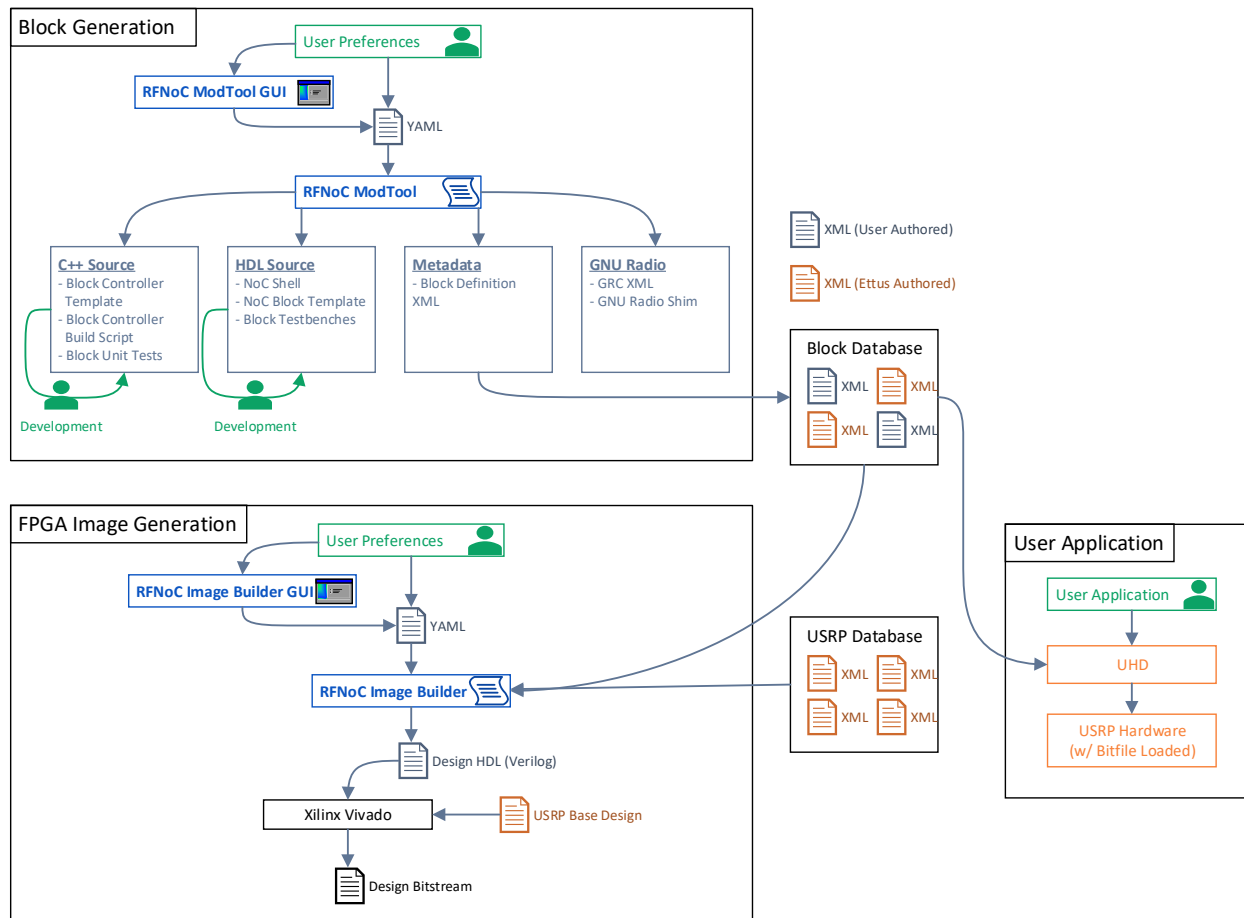 Block Generation
User Preferences
RFNoC ModTool GUI
YAML
RFNoC ModTool
C++ Source
- Block Controller
Template
- Block Controller
Build Script
- Block Unit Tests
HDL Source
- NoC Shell
- NoC Block Template
- Block Testbenches
Metadata
- Block Definition
XML
GNU Radio
- GRC XML
- GNU Radio Shim
Development
Development
XML (User Authored)
XML (Ettus Authored)
Block Database
XML
XML
XML
XML
FPGA Image Generation
User Preferences
RFNoC Image Builder GUI
YAML
RFNoC Image Builder
Design HDL (Verilog)
Xilinx Vivado
USRP Base Design
Design Bitstream
USRP Database
XML
XML
XML
XML
User Application
User Application
UHD
USRP Hardware
(w/ Bitfile Loaded)